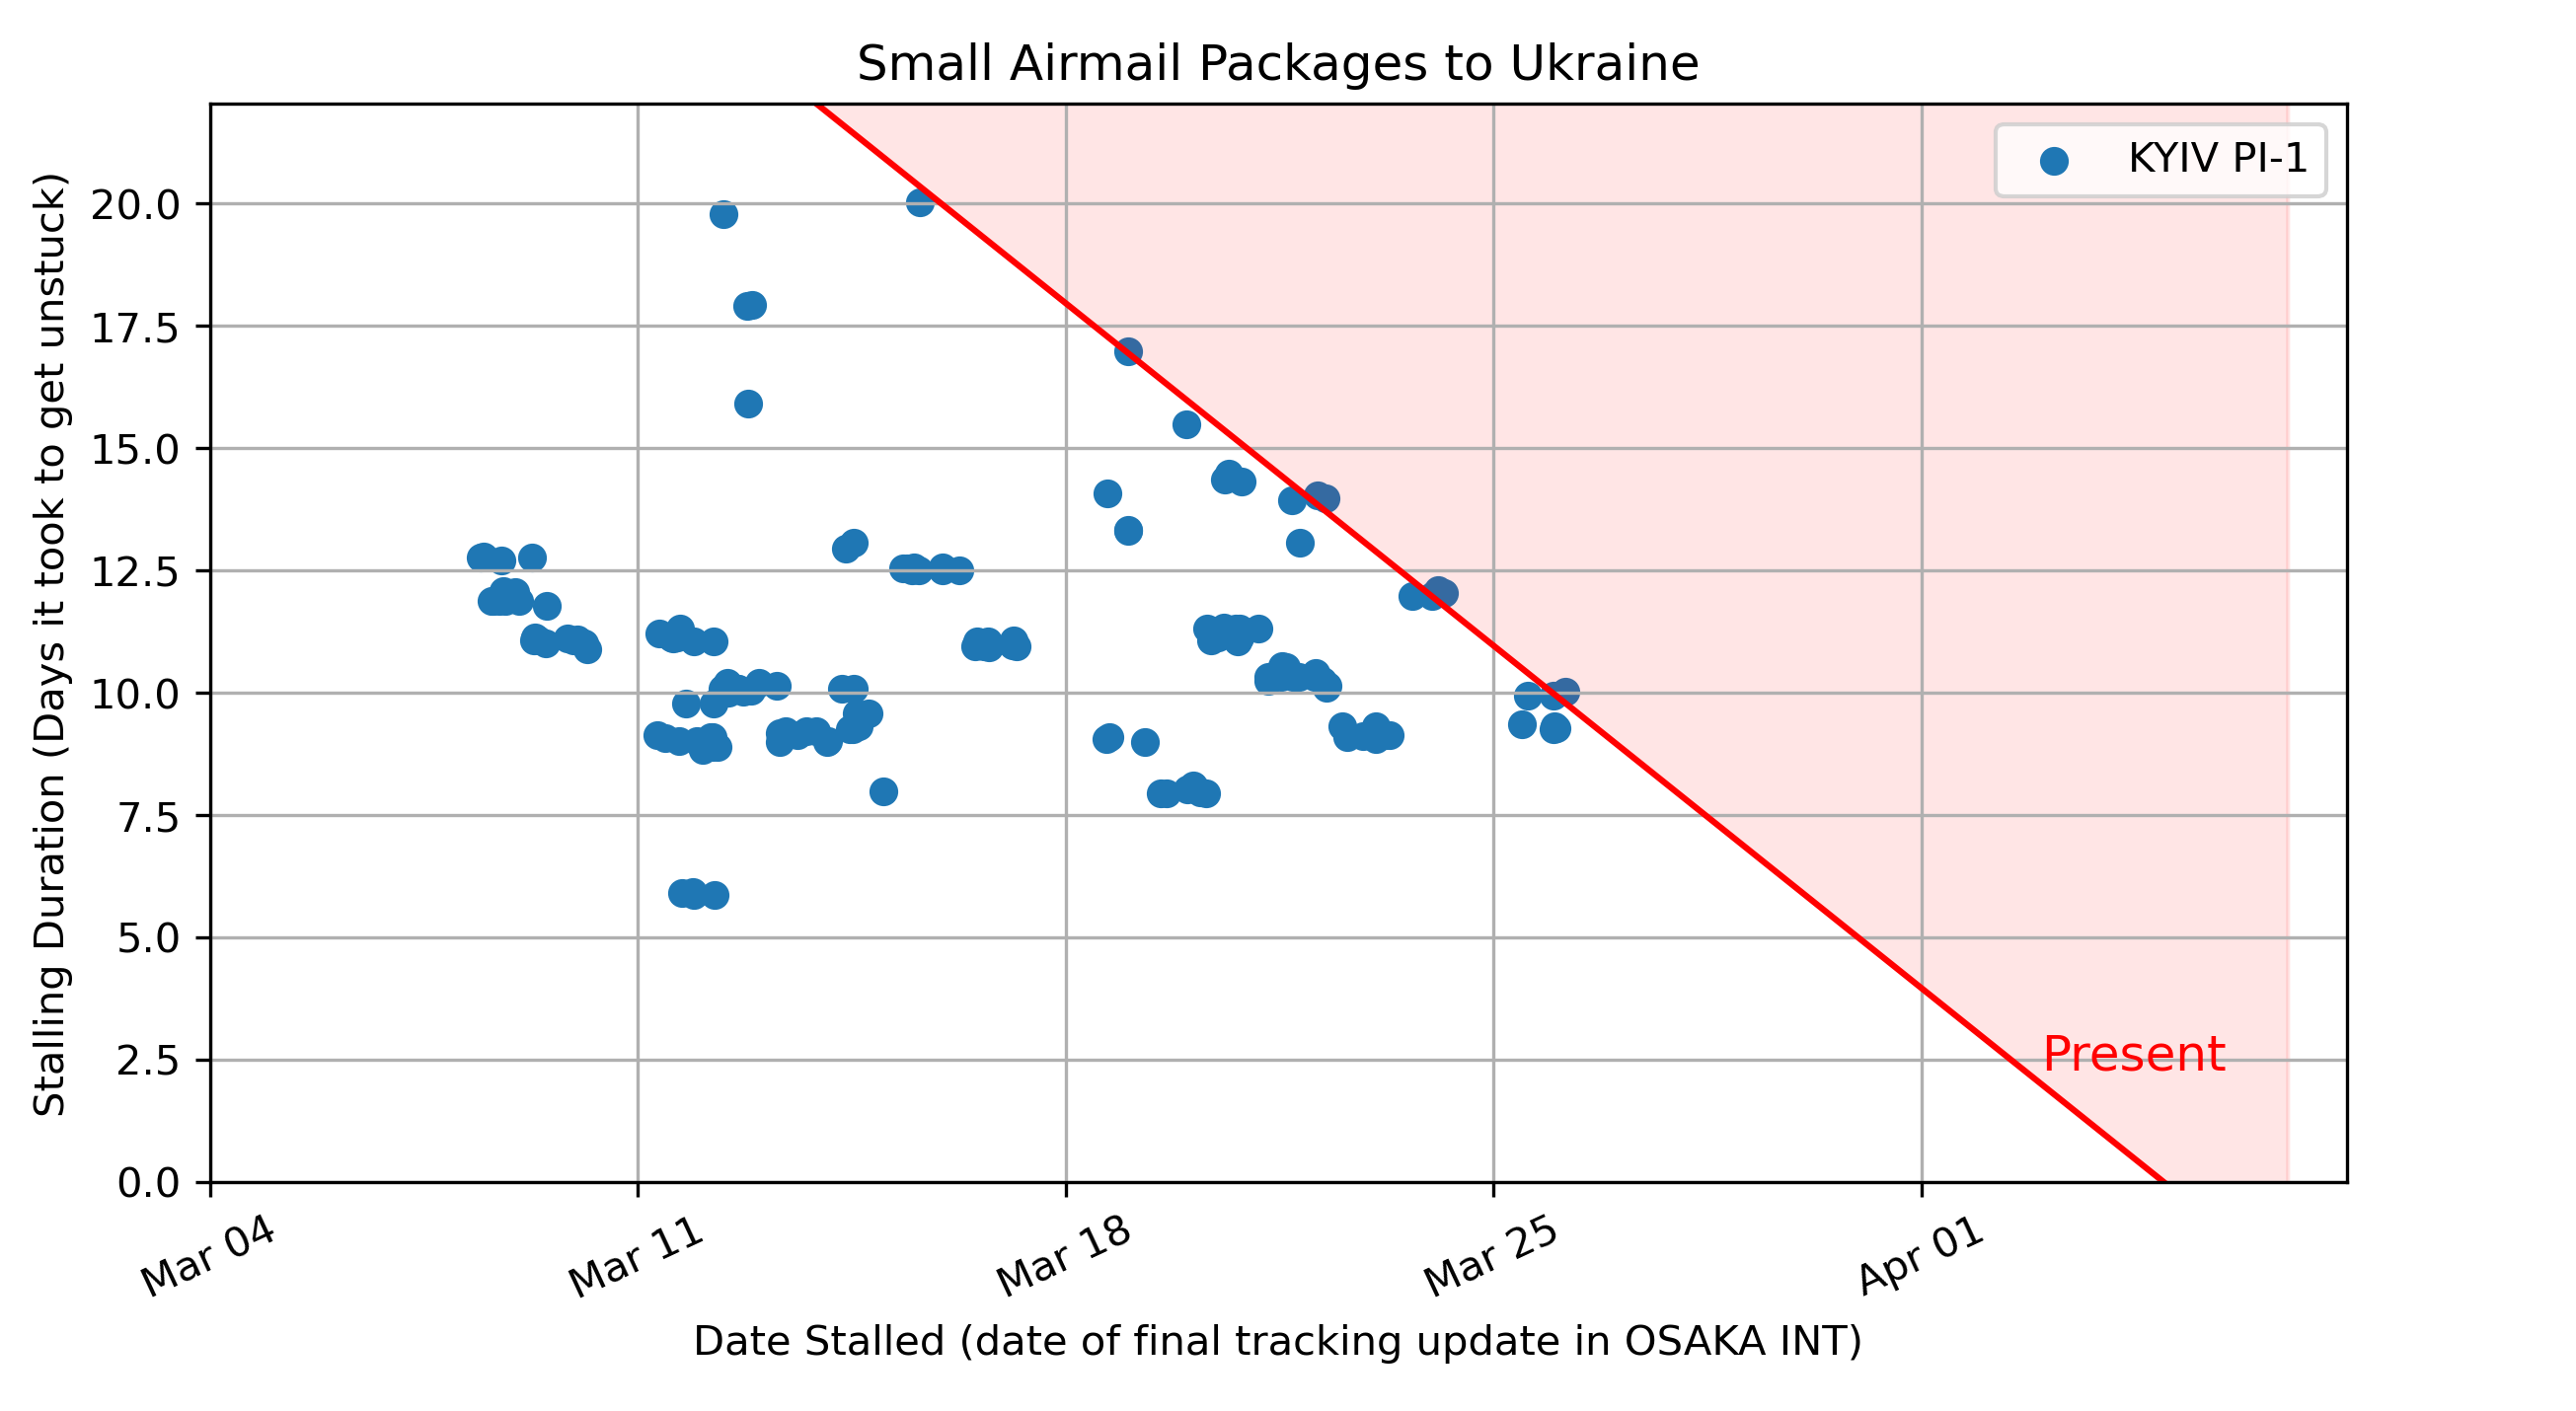 Small Airmail Packages to Ukraine
KYIV PI-1
Stalling Duration (Days it took to get unstuck)
20.0
17.5
15.0
12.5
10.0
7.5
5.0
2.5
0.0
Present
Mar 04
Mar 11
Mar 18
Mar 25
Apr 01
Date Stalled (date of final tracking update in OSAKA INT)